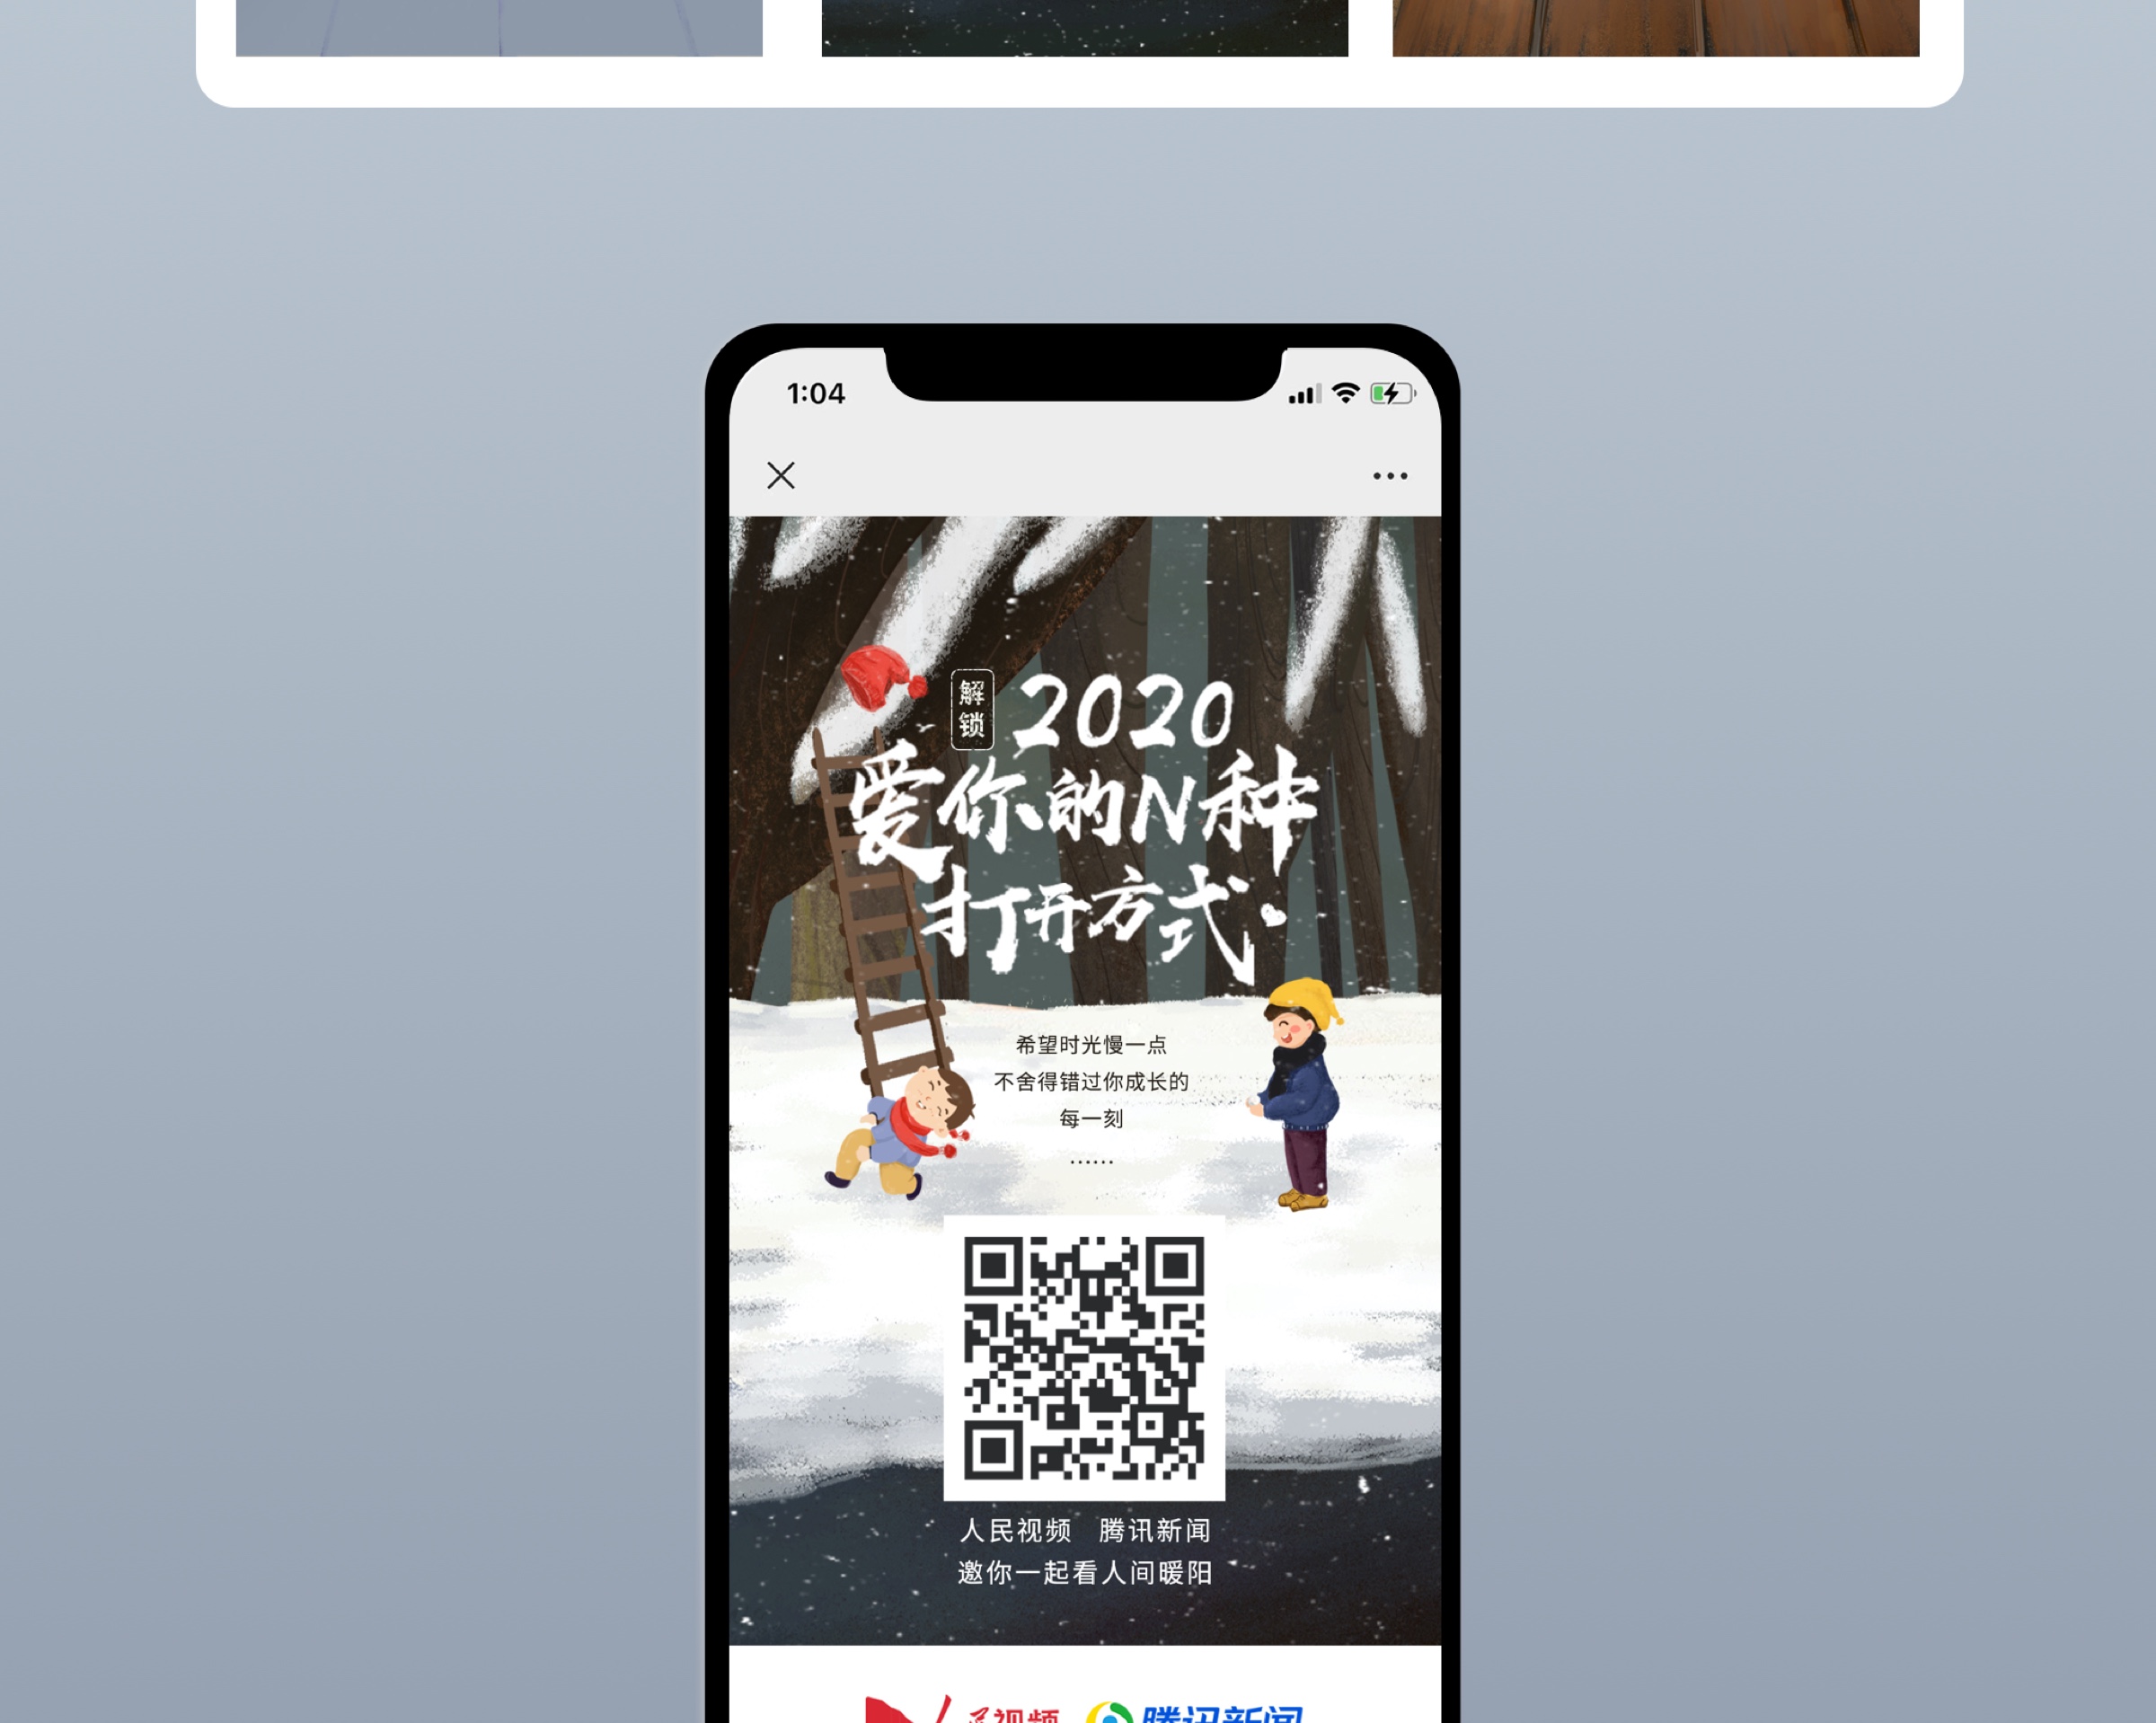 1:04
解锁
2020
爱你的N种
打开方式
希望时光慢一点
不舍得错过你成长的
每一刻
······
人民视频 腾讯新闻
邀你一起看人间暖阳
视频 腾讯新闻